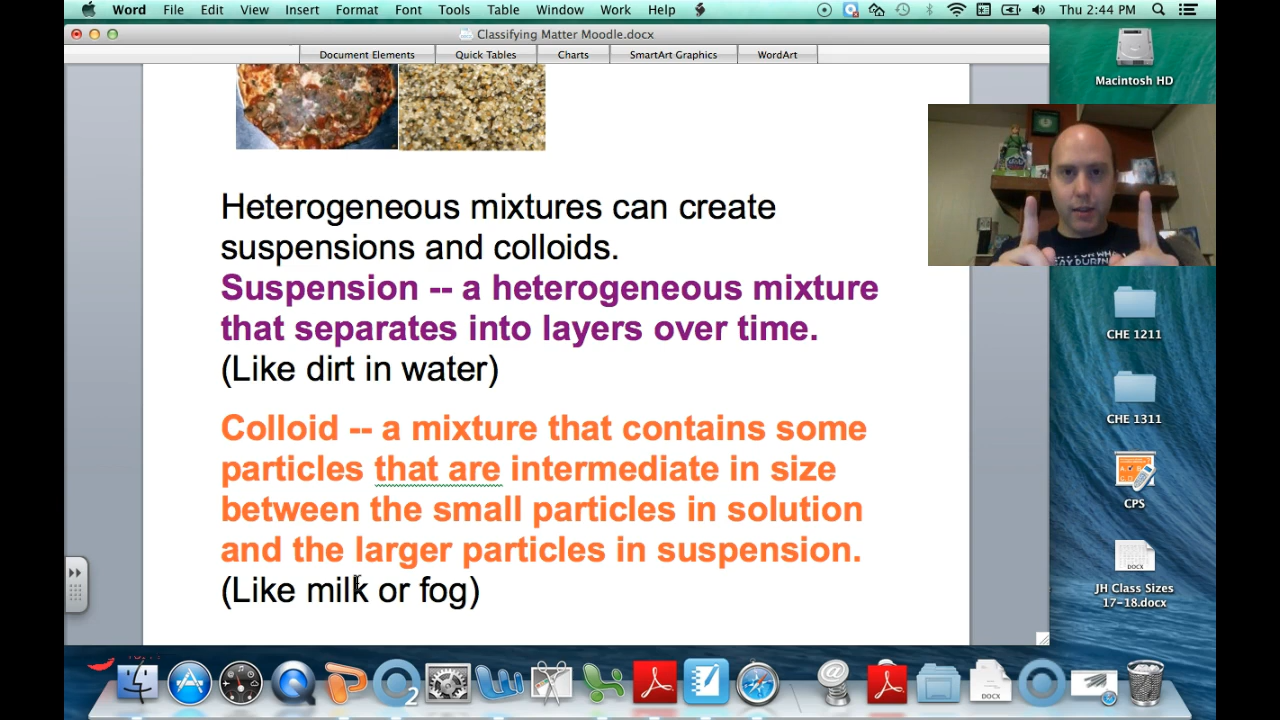 Word File Edit View Insert Format Font Tools Table Window Work Help Thu 2:44 PM
Classifying Matter Moodle.docx
Document Elements Quick Tables Charts SmartArt Graphics WordArt
Macintosh HD
Heterogeneous mixtures can create
suspensions and colloids.
Suspension -- a heterogeneous mixture
that separates into layers over time.
(Like dirt in water)
Colloid -- a mixture that contains some
particles that are intermediate in size
between the small particles in solution
and the larger particles in suspension.
(Like milk or fog)
CHE 1211
CHE 1311
CPS
DOCX
JH Class Sizes
17-18.docx
2
DOCX